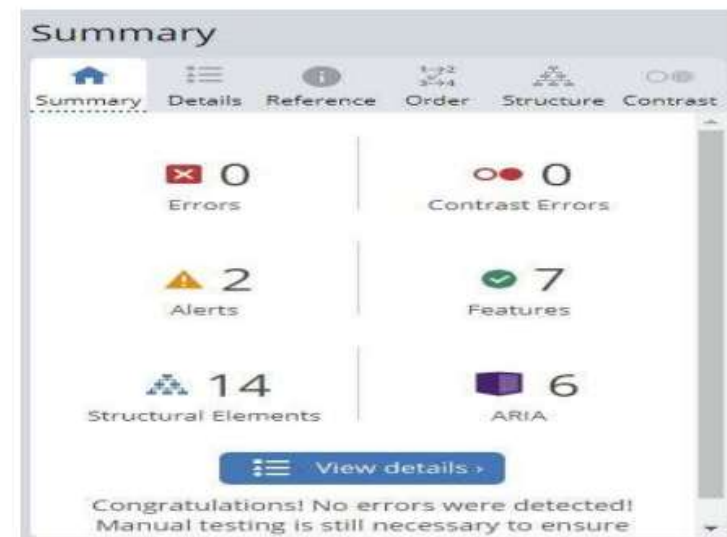 Summary
Summary Details Reference Order Structure Contrast
0 0
Errors Contrast Errors
2 7
Alerts Features
14 6
Structural Elements ARIA
View details ›
Congratulations! No errors were detected!
Manual testing is still necessary to ensure